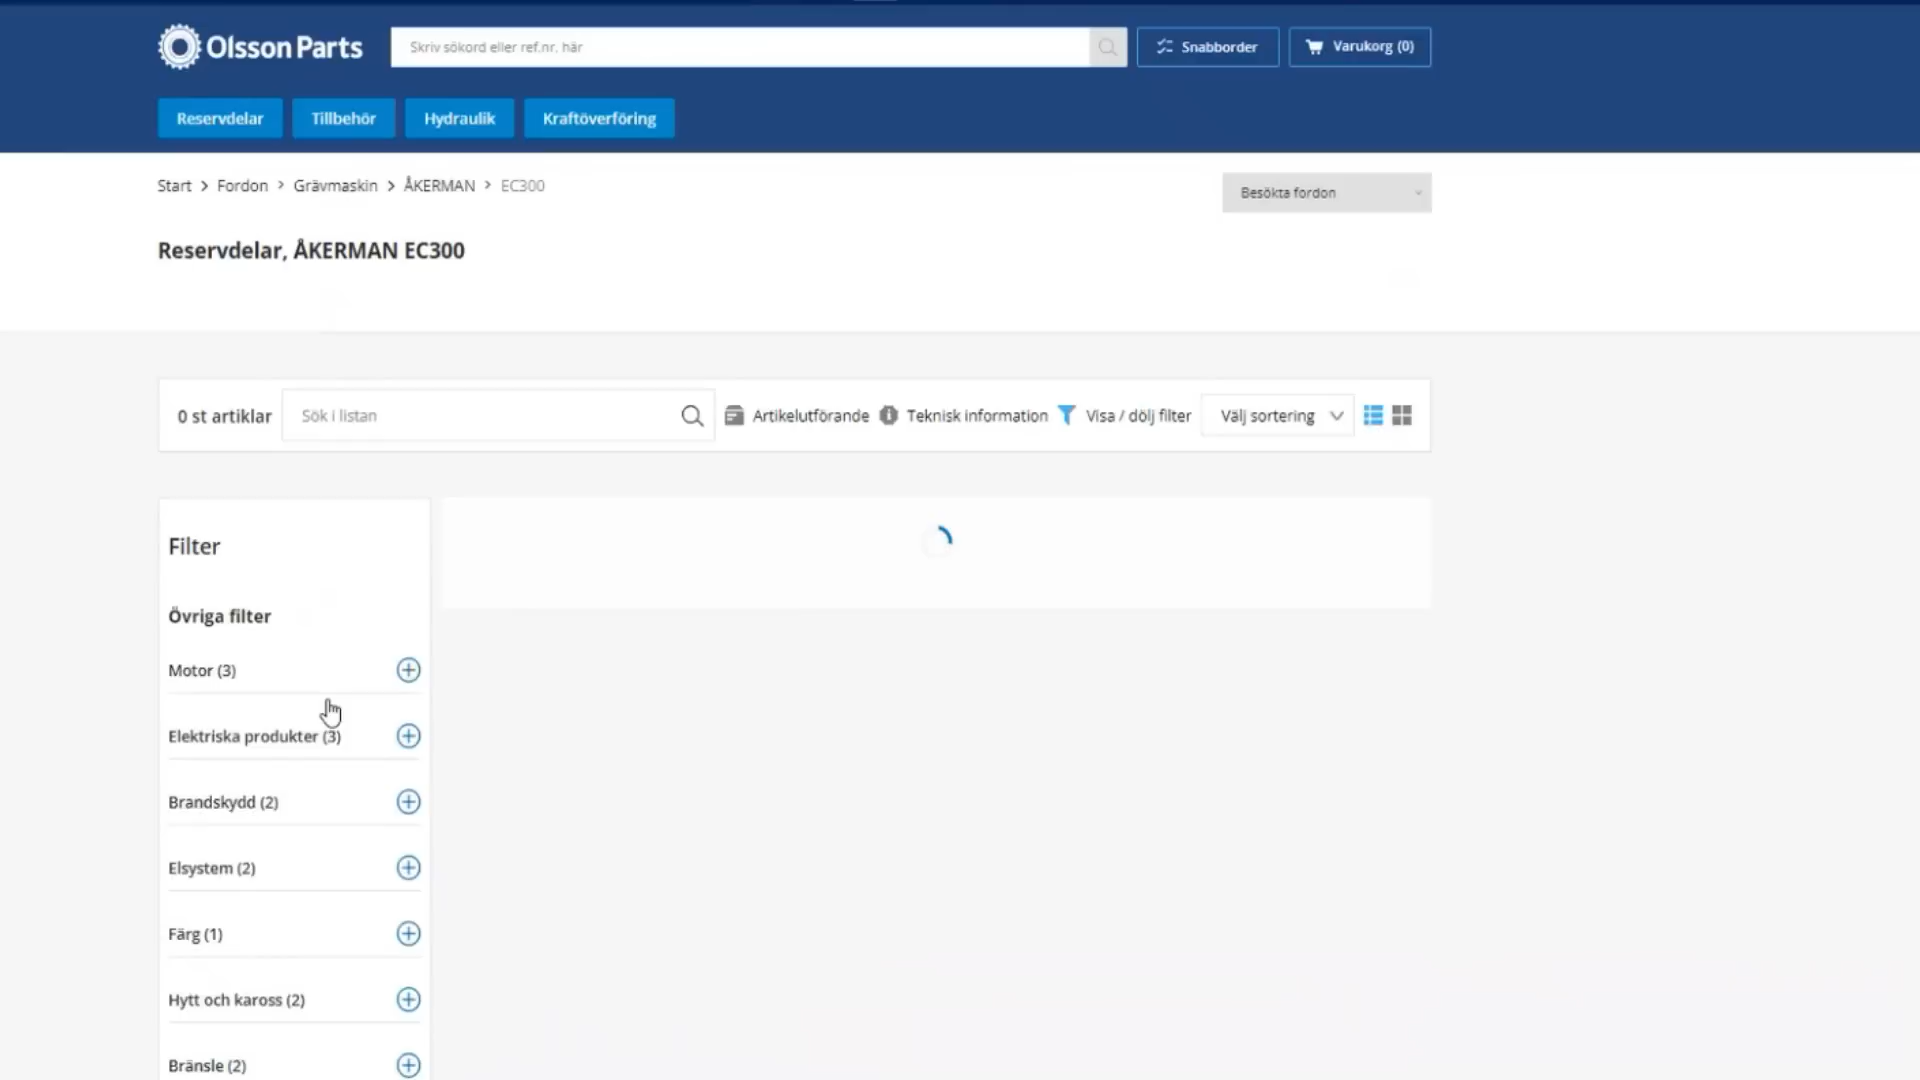 Olsson Parts
Skriv sökord eller ref.nr. här
Snabborder
Varukorg (0)
Reservdelar
Tillbehör
Hydraulik
Kraftöverföring
Start > Fordon > Grävmaskin > ÅKERMAN > EC300
Besökta fordon
Reservdelar, ÅKERMAN EC300
0 st artiklar
Sök i listan
Artikelutförande
Teknisk information
Visa / dölj filter
Välj sortering
Filter
Övriga filter
Motor (3)
Elektriska produkter (3)
Brandskydd (2)
Elsystem (2)
Färg (1)
Hytt och kaross (2)
Bränsle (2)